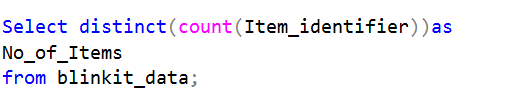 Select distinct(count(Item_identifier))as
No_of_Items
from blinkit_data;